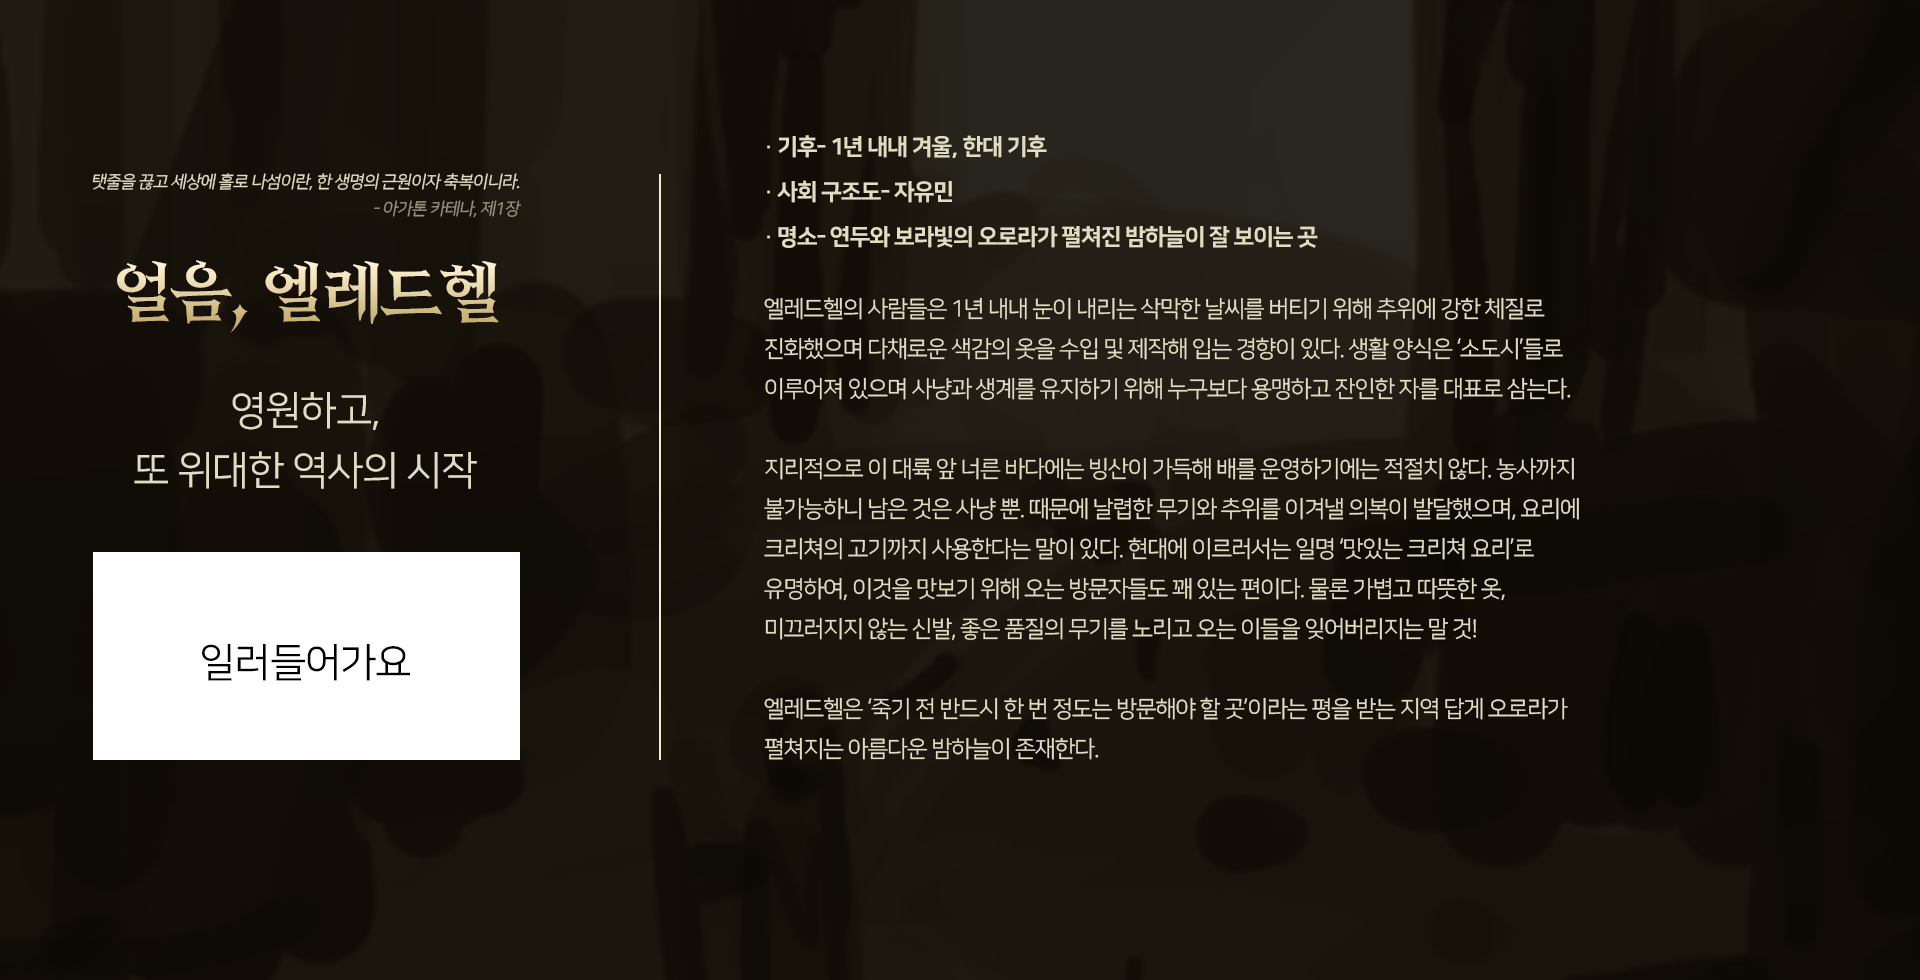 탯줄을 끊고 세상에 홀로 나섬이란, 한 생명의 근원이자 축복이니라.
- 아가톤 카테나, 제1장
얼음, 엘레드헬
영원하고,
또 위대한 역사의 시작
일러들어가요
· 기후- 1년 내내 겨울, 한대 기후
· 사회 구조도- 자유민
· 명소- 연두와 보라빛의 오로라가 펼쳐진 밤하늘이 잘 보이는 곳
엘레드헬의 사람들은 1년 내내 눈이 내리는 삭막한 날씨를 버티기 위해 추위에 강한 체질로
진화했으며 다채로운 색감의 옷을 수입 및 제작해 입는 경향이 있다. 생활 양식은 ‘소도시’들로
이루어져 있으며 사냥과 생계를 유지하기 위해 누구보다 용맹하고 잔인한 자를 대표로 삼는다.
지리적으로 이 대륙 앞 너른 바다에는 빙산이 가득해 배를 운영하기에는 적절치 않다. 농사까지
불가능하니 남은 것은 사냥 뿐. 때문에 날렵한 무기와 추위를 이겨낼 의복이 발달했으며, 요리에
크리쳐의 고기까지 사용한다는 말이 있다. 현대에 이르러서는 일명 ‘맛있는 크리쳐 요리’로
유명하여, 이것을 맛보기 위해 오는 방문자들도 꽤 있는 편이다. 물론 가볍고 따뜻한 옷,
미끄러지지 않는 신발, 좋은 품질의 무기를 노리고 오는 이들을 잊어버리지는 말 것!
엘레드헬은 ‘죽기 전 반드시 한 번 정도는 방문해야 할 곳’이라는 평을 받는 지역 답게 오로라가
펼쳐지는 아름다운 밤하늘이 존재한다.